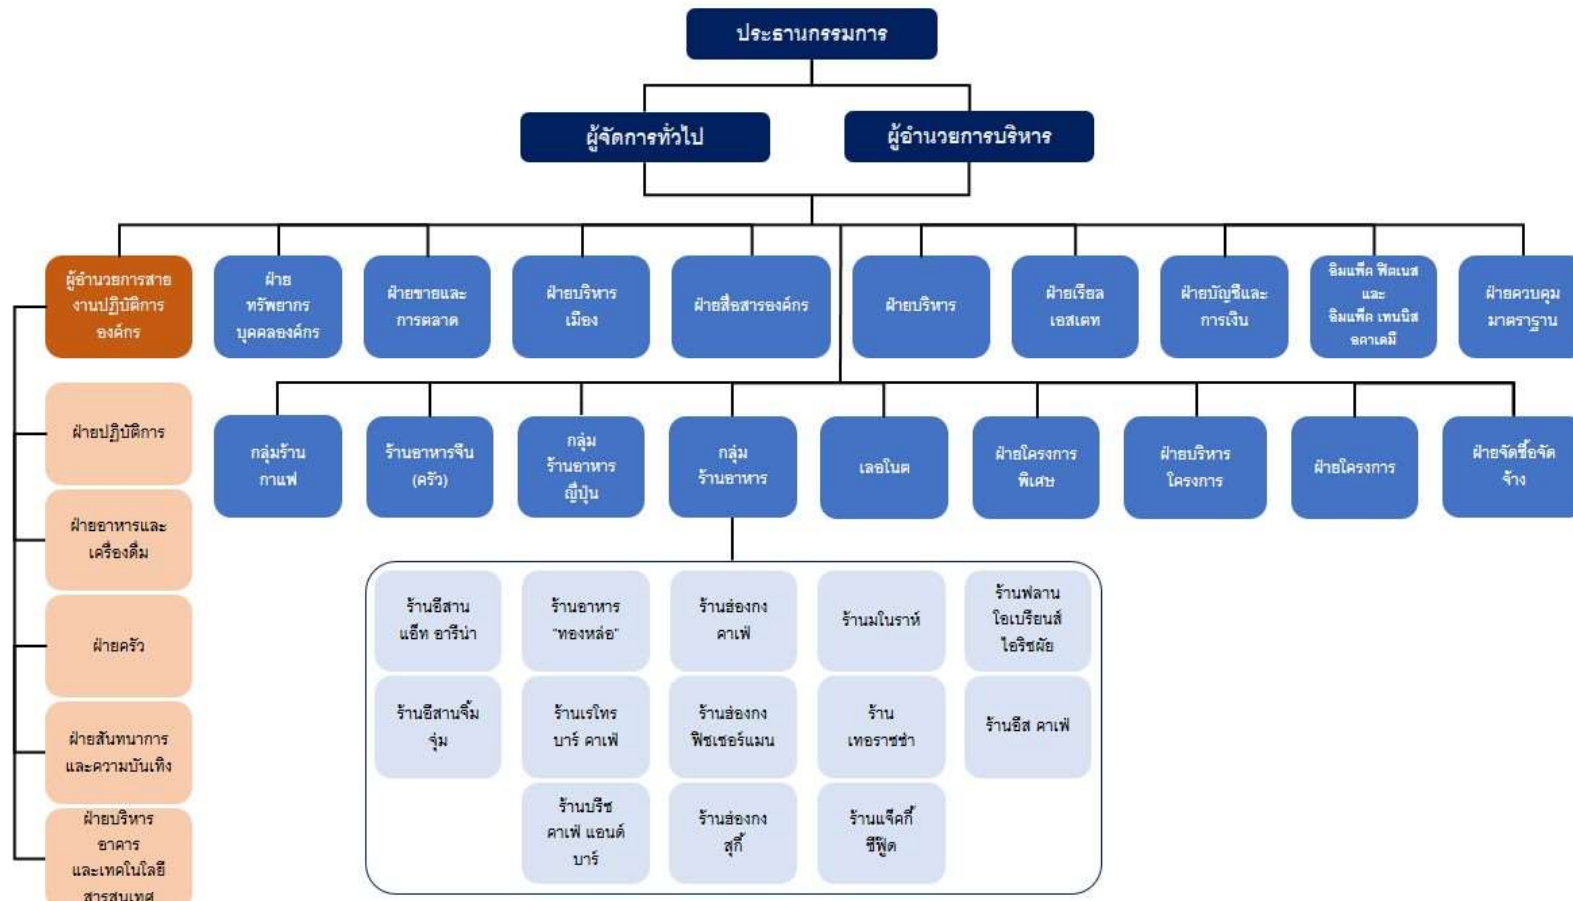 ประธานกรรมการ
ผู้จัดการทั่วไป
ผู้อำนวยการบริหาร
ผู้อำนวยการสาย
งานปฏิบัติการ
องค์กร
ฝ่าย
ทรัพยากร
บุคคลองค์กร
ฝ่ายขายและ
การตลาด
ฝ่ายบริหาร
เมือง
ฝ่ายสื่อสารองค์กร
ฝ่ายบริหาร
ฝ่ายเรียล
เอสเตท
ฝ่ายบัญชีและ
การเงิน
อิมแพ็ค ฟิตเนส
และ
อิมแพ็ค เทนนิส
อคาเดมี
ฝ่ายควบคุม
มาตราฐาน
ฝ่ายปฏิบัติการ
ฝ่ายอาหารและ
เครื่องดื่ม
ฝ่ายครัว
ฝ่ายสันทนาการ
และความบันเทิง
ฝ่ายบริหาร
อาคาร
และเทคโนโลยี
สารสนเทศ
กลุ่มร้าน
กาแฟ
ร้านอาหารจีน
(ครัว)
กลุ่ม
ร้านอาหาร
ญี่ปุ่น
กลุ่ม
ร้านอาหาร
เลอโนต
ฝ่ายโครงการ
พิเศษ
ฝ่ายบริหาร
โครงการ
ฝ่ายโครงการ
ฝ่ายจัดซื้อจัด
จ้าง
ร้านอีสาน
แอ็ท อารีน่า
ร้านอาหาร
"ทองหล่อ"
ร้านฮ่องกง
คาเฟ่
ร้านมโนราห์
ร้านฟลาน
โอเบรียนส์
ไอริชผับ
ร้านอีสานจิ้ม
จุ่ม
ร้านเรโทร
บาร์ คาเฟ่
ร้านฮ่องกง
ฟิชเชอร์แมน
ร้าน
เทอราซซ่า
ร้านอีส คาเฟ่
ร้านบรีช
คาเฟ่ แอนด์
บาร์
ร้านฮ่องกง
สุกี้
ร้านแจ็คกี้
ซีฟู๊ด